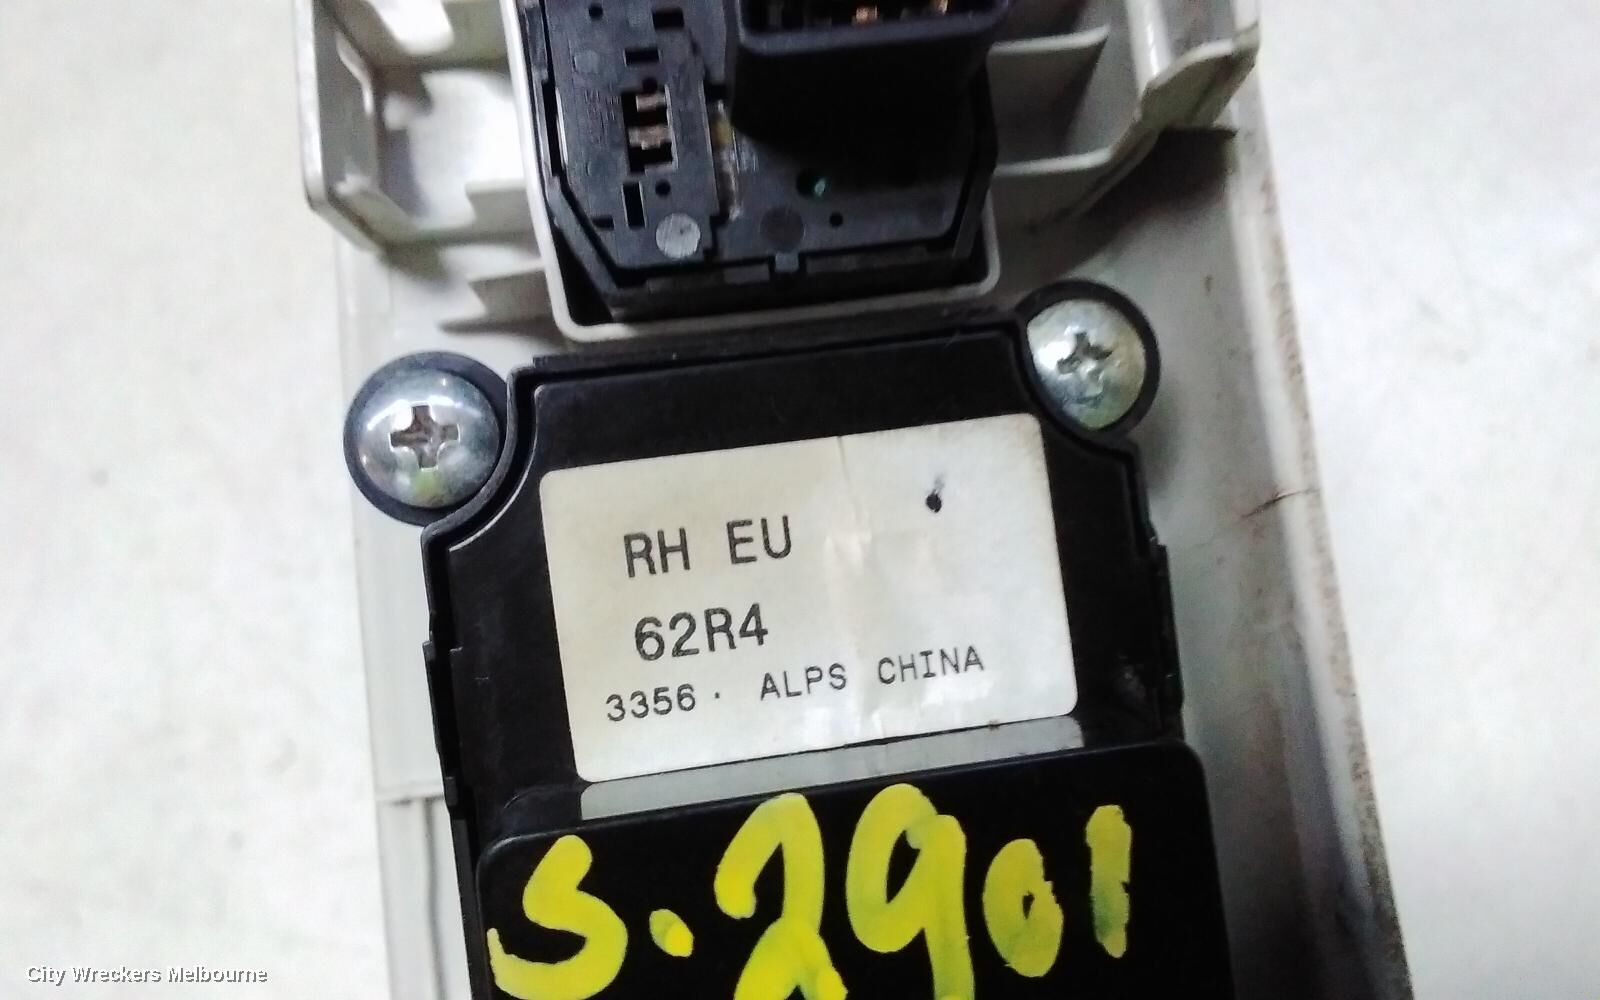 RH EU
62R4
3356 · ALPS CHINA
S.2901
City Wreckers Melbourne